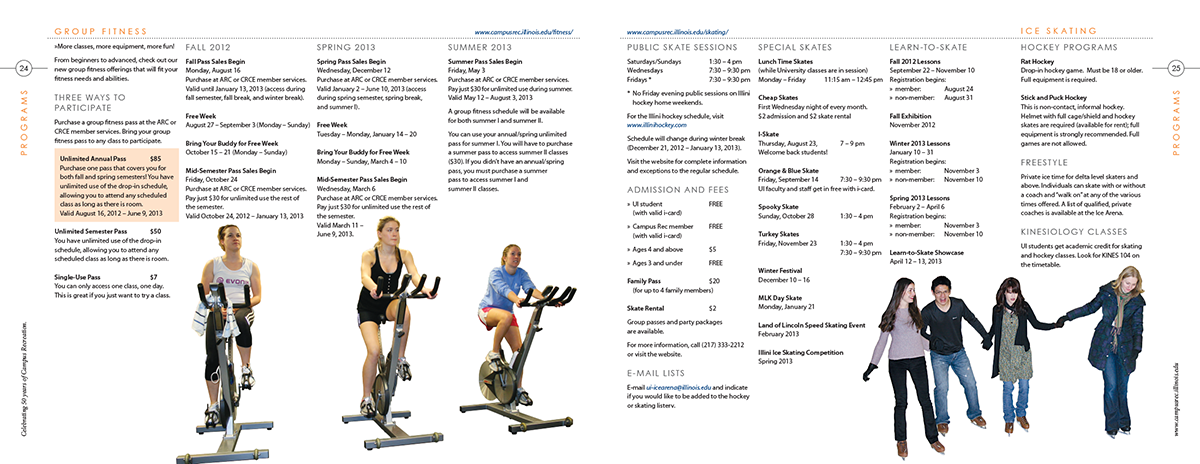 GROUP FITNESS
www.campusrec.illinois.edu/fitness/
24
PROGRAMS
»More classes, more equipment, more fun!
From beginners to advanced, check out our
new group fitness offerings that will fit your
fitness needs and abilities.
THREE WAYS TO
PARTICIPATE
Purchase a group fitness pass at the ARC or
CRCE member services. Bring your group
fitness pass to any class to participate.
Unlimited Annual Pass $85
Purchase one pass that covers you for
both fall and spring semesters! You have
unlimited use of the drop-in schedule,
allowing you to attend any scheduled
class as long as there is room.
Valid August 16, 2012 – June 9, 2013
Unlimited Semester Pass $50
You have unlimited use of the drop-in
schedule, allowing you to attend any
scheduled class as long as there is room.
Single-Use Pass $7
You can only access one class, one day.
This is great if you just want to try a class.
Celebrating 50 years of Campus Recreation.
FALL 2012
Fall Pass Sales Begin
Monday, August 16
Purchase at ARC or CRCE member services.
Valid until January 13, 2013 (access during
fall semester, fall break, and winter break).
Free Week
August 27 – September 3 (Monday – Sunday)
Bring Your Buddy for Free Week
October 15 – 21 (Monday – Sunday)
Mid-Semester Pass Sales Begin
Friday, October 24
Purchase at ARC or CRCE member services.
Pay just $30 for unlimited use the rest of
the semester.
Valid October 24, 2012 – January 13, 2013
SPRING 2013
Spring Pass Sales Begin
Wednesday, December 12
Purchase at ARC or CRCE member services.
Valid January 2 – June 10, 2013 (access
during spring semester, spring break,
and summer I).
Free Week
Tuesday – Monday, January 14 – 20
Bring Your Buddy for Free Week
Monday – Sunday, March 4 – 10
Mid-Semester Pass Sales Begin
Wednesday, March 6
Purchase at ARC or CRCE member services.
Pay just $30 for unlimited use the rest of
the semester.
Valid March 11 –
June 9, 2013.
SUMMER 2013
Summer Pass Sales Begin
Friday, May 3
Purchase at ARC or CRCE member services.
Pay just $30 for unlimited use during summer.
Valid May 12 – August 3, 2013
A group fitness schedule will be available
for both summer I and summer II.
You can use your annual/spring unlimited
pass for summer I. You will have to purchase
a summer pass to access summer II classes
($30). If you didn't have an annual/spring
pass, you must purchase a summer
pass to access summer I and
summer II classes.
EVON
www.campusrec.illinois.edu/skating/
ICE SKATING
25
PROGRAMS
PUBLIC SKATE SESSIONS
Saturdays/Sundays 1:30 – 4 pm
Wednesdays 7:30 – 9:30 pm
Fridays * 7:30 – 9:30 pm
* No Friday evening public sessions on Illini
hockey home weekends.
For the Illini hockey schedule, visit
www.illinihockey.com
Schedule will change during winter break
(December 21, 2012 – January 13, 2013).
Visit the website for complete information
and exceptions to the regular schedule.
ADMISSION AND FEES
» UI student FREE
(with valid i-card)
» Campus Rec member FREE
(with valid i-card)
» Ages 4 and above $5
» Ages 3 and under FREE
Family Pass $20
(for up to 4 family members)
Skate Rental $2
Group passes and party packages
are available.
For more information, call (217) 333-2212
or visit the website.
E-MAIL LISTS
E-mail ui-icearena@illinois.edu and indicate
if you would like to be added to the hockey
or skating listerv.
SPECIAL SKATES
Lunch Time Skates
(while University classes are in session)
Monday – Friday 11:15 am – 12:45 pm
Cheap Skates
First Wednesday night of every month.
$2 admission and $2 skate rental
I-Skate
Thursday, August 23, 7 – 9 pm
Welcome back students!
Orange & Blue Skate
Friday, September 14 7:30 – 9:30 pm
UI faculty and staff get in free with i-card.
Spooky Skate
Sunday, October 28 1:30 – 4 pm
Turkey Skates
Friday, November 23 1:30 – 4 pm
7:30 – 9:30 pm
Winter Festival
December 10 – 16
MLK Day Skate
Monday, January 21
Land of Lincoln Speed Skating Event
February 2013
Illini Ice Skating Competition
Spring 2013
LEARN-TO-SKATE
Fall 2012 Lessons
September 22 – November 10
Registration begins:
» member: August 24
» non-member: August 31
Fall Exhibition
November 2012
Winter 2013 Lessons
January 10 – 31
Registration begins:
» member: November 3
» non-member: November 10
Spring 2013 Lessons
February 2 – April 6
Registration begins:
» member: November 3
» non-member: November 10
Learn-to-Skate Showcase
April 12 – 13, 2013
HOCKEY PROGRAMS
Rat Hockey
Drop-in hockey game. Must be 18 or older.
Full equipment is required.
Stick and Puck Hockey
This is non-contact, informal hockey.
Helmet with full cage/shield and hockey
skates are required (available for rent); full
equipment is strongly recommended. Full
games are not allowed.
FREESTYLE
Private ice time for delta level skaters and
above. Individuals can skate with or without
a coach and "walk on" at any of the various
times offered. A list of qualified, private
coaches is available at the Ice Arena.
KINESIOLOGY CLASSES
UI students get academic credit for skating
and hockey classes. Look for KINES 104 on
the timetable.
www.campusrec.illinois.edu